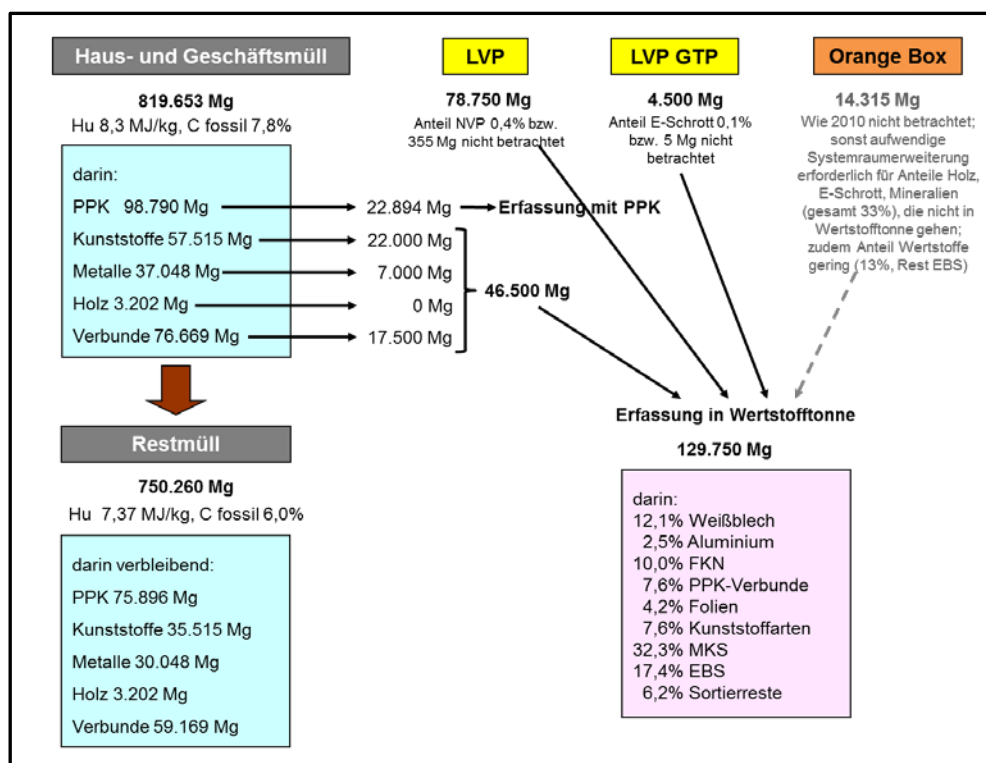 Haus- und Geschäftsmüll
819.653 Mg
Hu 8,3 MJ/kg, C fossil 7,8%
darin:
PPK 98.790 Mg
Kunststoffe 57.515 Mg
Metalle 37.048 Mg
Holz 3.202 Mg
Verbunde 76.669 Mg
22.894 Mg
Erfassung mit PPK
22.000 Mg
7.000 Mg
0 Mg
17.500 Mg
46.500 Mg
LVP
78.750 Mg
Anteil NVP 0,4% bzw.
355 Mg nicht betrachtet
LVP GTP
4.500 Mg
Anteil E-Schrott 0,1%
bzw. 5 Mg nicht
betrachtet
Orange Box
14.315 Mg
Wie 2010 nicht betrachtet;
sonst aufwendige
Systemraumerweiterung
erforderlich für Anteile Holz,
E-Schrott, Mineralien
(gesamt 33%), die nicht in
Wertstofftonne gehen;
zudem Anteil Wertstoffe
gering (13%, Rest EBS)
Restmüll
750.260 Mg
Hu 7,37 MJ/kg, C fossil 6,0%
darin verbleibend:
PPK 75.896 Mg
Kunststoffe 35.515 Mg
Metalle 30.048 Mg
Holz 3.202 Mg
Verbunde 59.169 Mg
Erfassung in Wertstofftonne
129.750 Mg
darin:
12,1% Weißblech
2,5% Aluminium
10,0% FKN
7,6% PPK-Verbunde
4,2% Folien
7,6% Kunststoffarten
32,3% MKS
17,4% EBS
6,2% Sortierreste